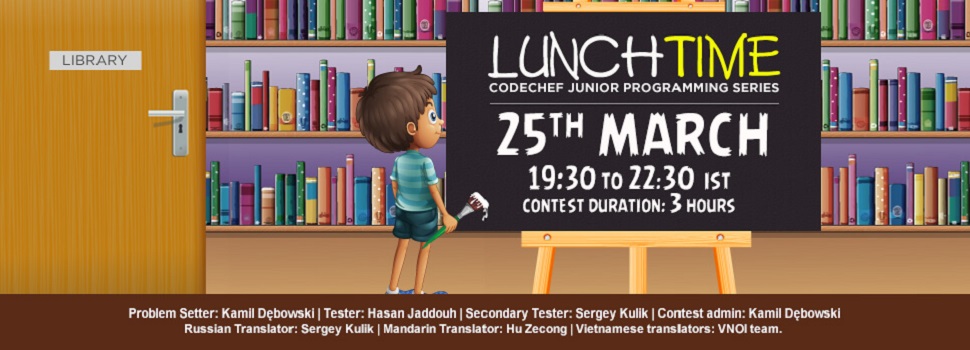 LIBRARY
LUNCHTIME
CODECHEF JUNIOR PROGRAMMING SERIES
25TH MARCH
19:30 TO 22:30 IST
CONTEST DURATION: 3 HOURS
Problem Setter: Kamil Dębowski | Tester: Hasan Jaddouh | Secondary Tester: Sergey Kulik | Contest admin: Kamil Dębowski
Russian Translator: Sergey Kulik | Mandarin Translator: Hu Zecong | Vietnamese translators: VNOI team.